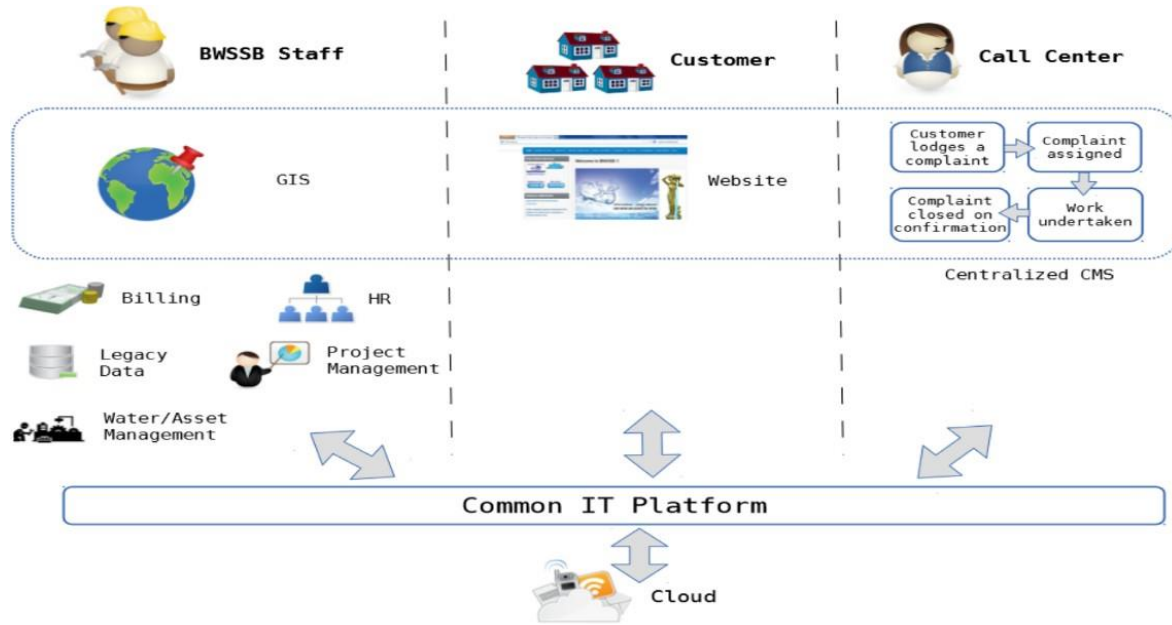 BWSSB Staff
Customer
Call Center
GIS
Website
Customer
lodges a
complaint
Complaint
assigned
Complaint
closed on
confirmation
Work
undertaken
Centralized CMS
Billing
HR
Legacy
Data
Project
Management
Water/Asset
Management
Common IT Platform
Cloud